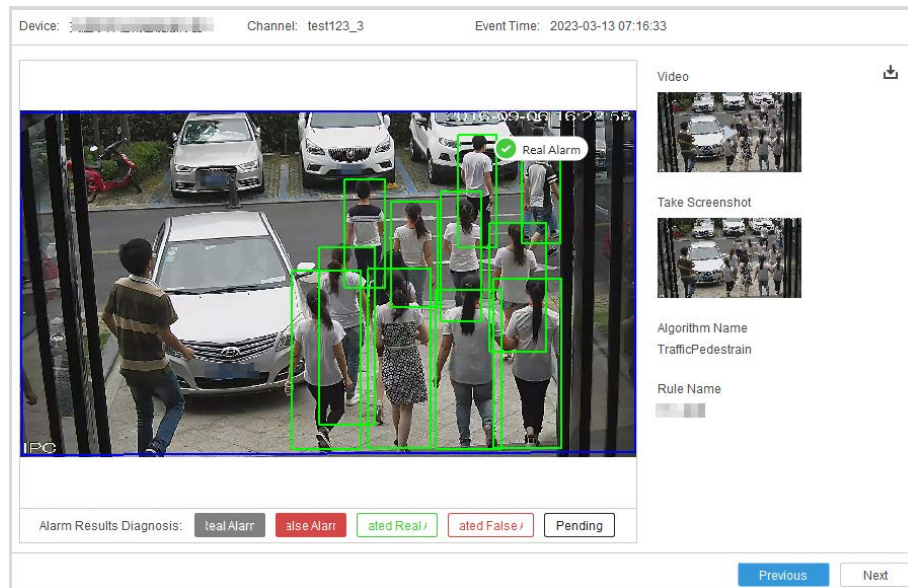 Device:
Channel: test123_3
Event Time: 2023-03-13 07:16:33
Video
2016-09-06 16:22:58
Real Alarm
Take Screenshot
Algorithm Name
TrafficPedestrain
Rule Name
IPC
Alarm Results Diagnosis:
Real Alarr
alse Alarr
ated Real
ated False
Pending
Previous
Next